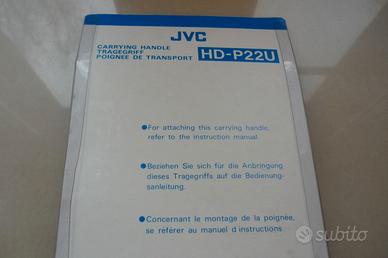 JVC
CARRYING HANDLE
TRAGEGRIFF
POIGNEE DE TRANSPORT
HD-P22U
●For attaching this carrying handle,
refer to the instruction manual.
●Beziehen Sie sich für die Anbringung
dieses Tragegriffs auf die Bedienung-
sanleitung.
●Concernant le montage de la poignée,
se référer au manuel d'instructions.
subito